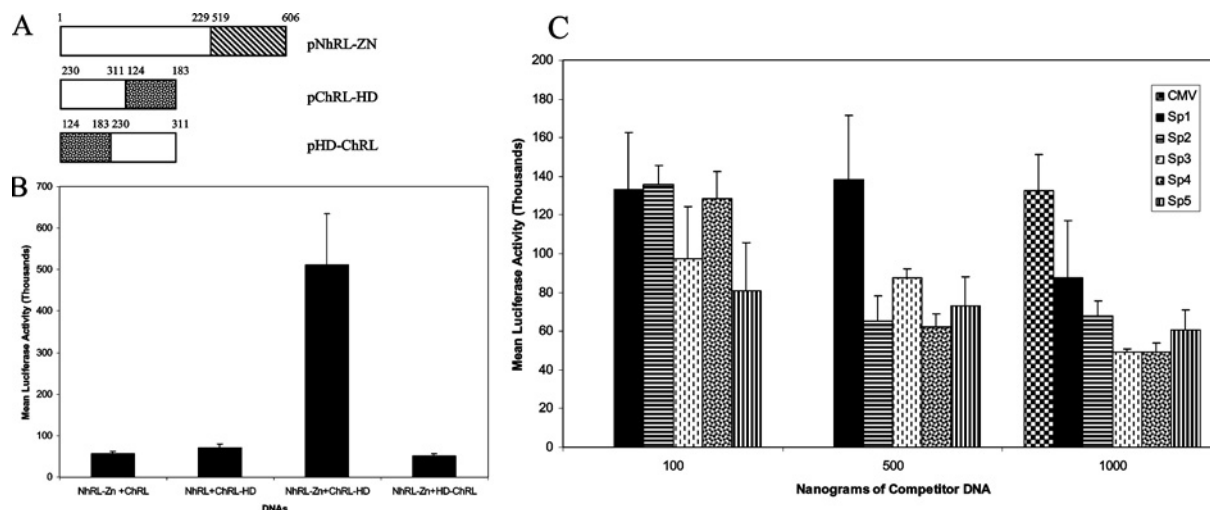 A
1 229 519 606
pNhRL-ZN
230 311 124 183
pChRL-HD
124 183 230 311
pHD-ChRL
B
Mean Luciferase Activity (Thousands)
700
600
500
400
300
200
100
0
NhRL-Zn +ChRL
NhRL+ChRL-HD
NhRL-Zn+ChRL-HD
NhRL-Zn+HD-ChRL
DNAs
C
Mean Luciferase Activity (Thousands)
200
180
160
140
120
100
80
60
40
20
0
CMV
Sp1
Sp2
Sp3
Sp4
Sp5
100
500
1000
Nanograms of Competitor DNA